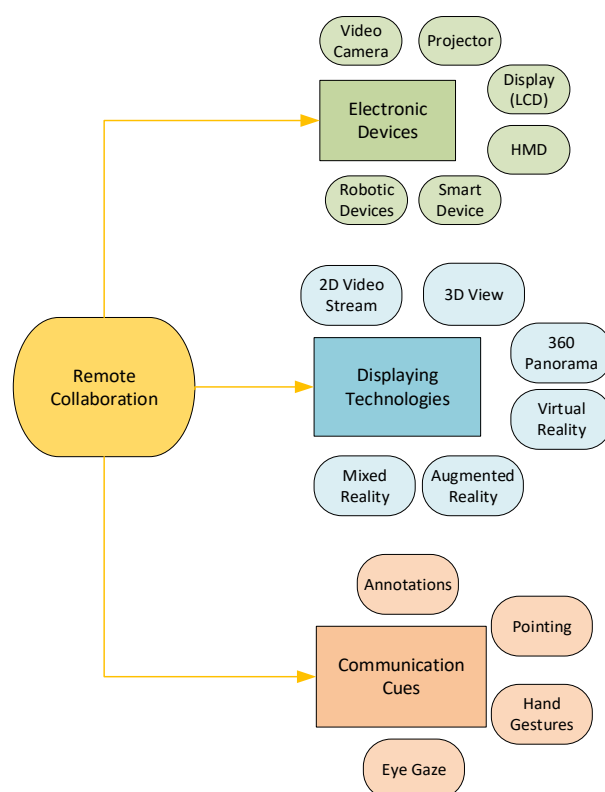 Video
Camera
Projector
Display
(LCD)
Electronic
Devices
HMD
Robotic
Devices
Smart
Device
2D Video
Stream
3D View
360
Panorama
Remote
Collaboration
Displaying
Technologies
Virtual
Reality
Mixed
Reality
Augmented
Reality
Annotations
Pointing
Communication
Cues
Hand
Gestures
Eye Gaze